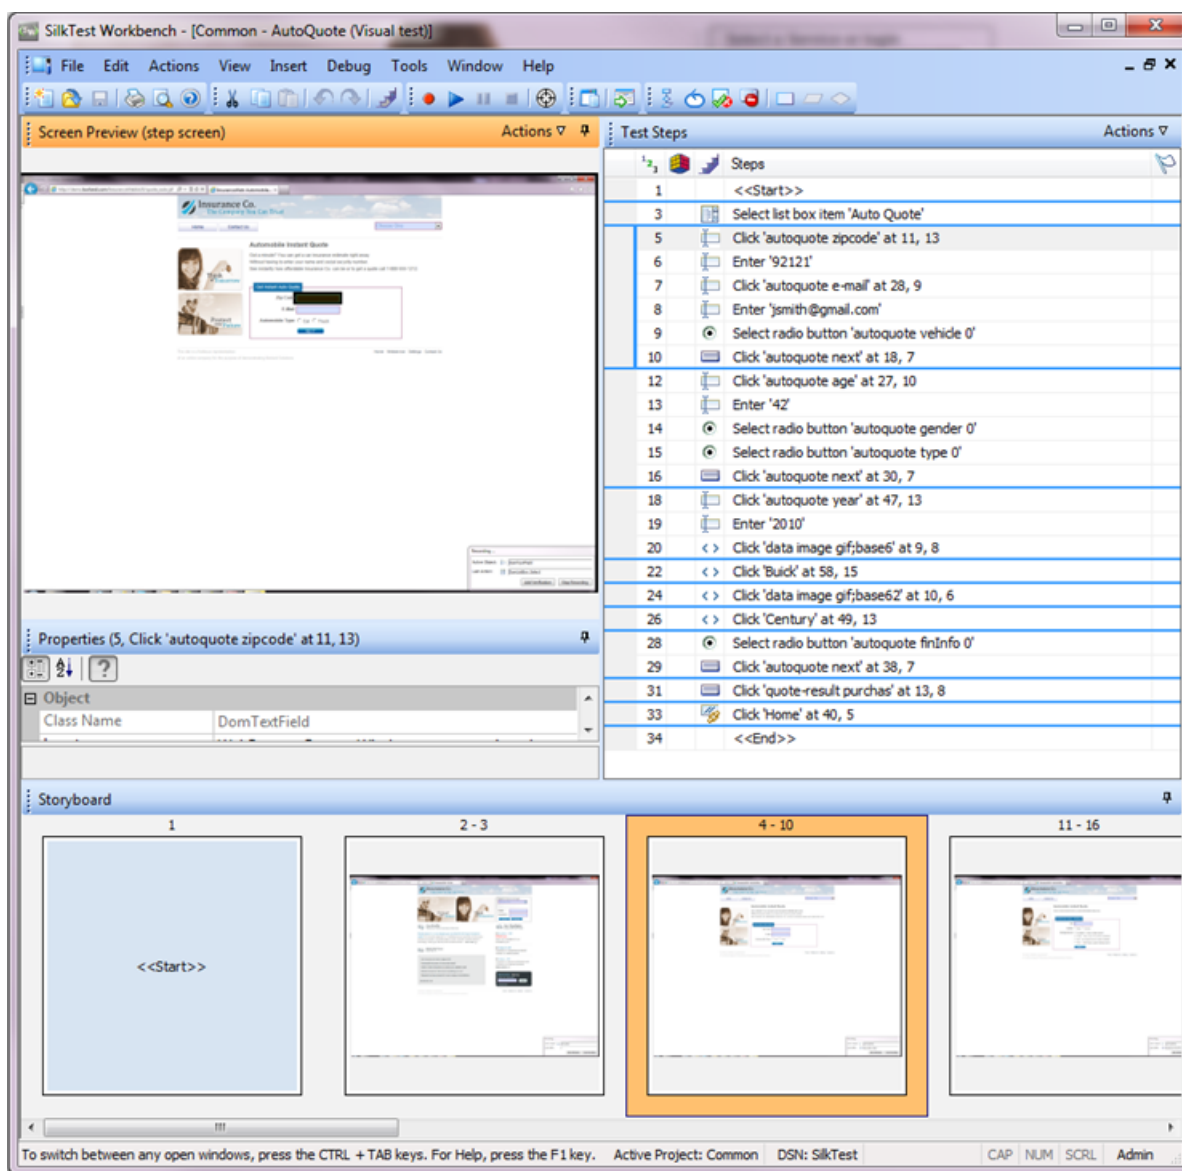 SilkTest Workbench - [Common - AutoQuote (Visual test)]
File Edit Actions View Insert Debug Tools Window Help
Screen Preview (step screen) Actions
Insurance Co.
The Company You Can Trust
Automobile Instant Quote
Properties (5, Click 'autoquote zipcode' at 11, 13)
Object
Class Name DomTextField
Test Steps Actions
Steps
1 <<Start>>
3 Select list box item 'Auto Quote'
5 Click 'autoquote zipcode' at 11, 13
6 Enter '92121'
7 Click 'autoquote e-mail' at 28, 9
8 Enter 'jsmith@gmail.com'
9 Select radio button 'autoquote vehicle 0'
10 Click 'autoquote next' at 18, 7
12 Click 'autoquote age' at 27, 10
13 Enter '42'
14 Select radio button 'autoquote gender 0'
15 Select radio button 'autoquote type 0'
16 Click 'autoquote next' at 30, 7
18 Click 'autoquote year' at 47, 13
19 Enter '2010'
20 Click 'data image gif;base6' at 9, 8
22 Click 'Buick' at 58, 15
24 Click 'data image gif;base62' at 10, 6
26 Click 'Century' at 49, 13
28 Select radio button 'autoquote finInfo 0'
29 Click 'autoquote next' at 38, 7
31 Click 'quote-result purchas' at 13, 8
33 Click 'Home' at 40, 5
34 <<End>>
Storyboard
1 2 - 3 4 - 10 11 - 16
<<Start>>
To switch between any open windows, press the CTRL + TAB keys. For Help, press the F1 key. Active Project: Common DSN: SilkTest CAP NUM SCRL Admin